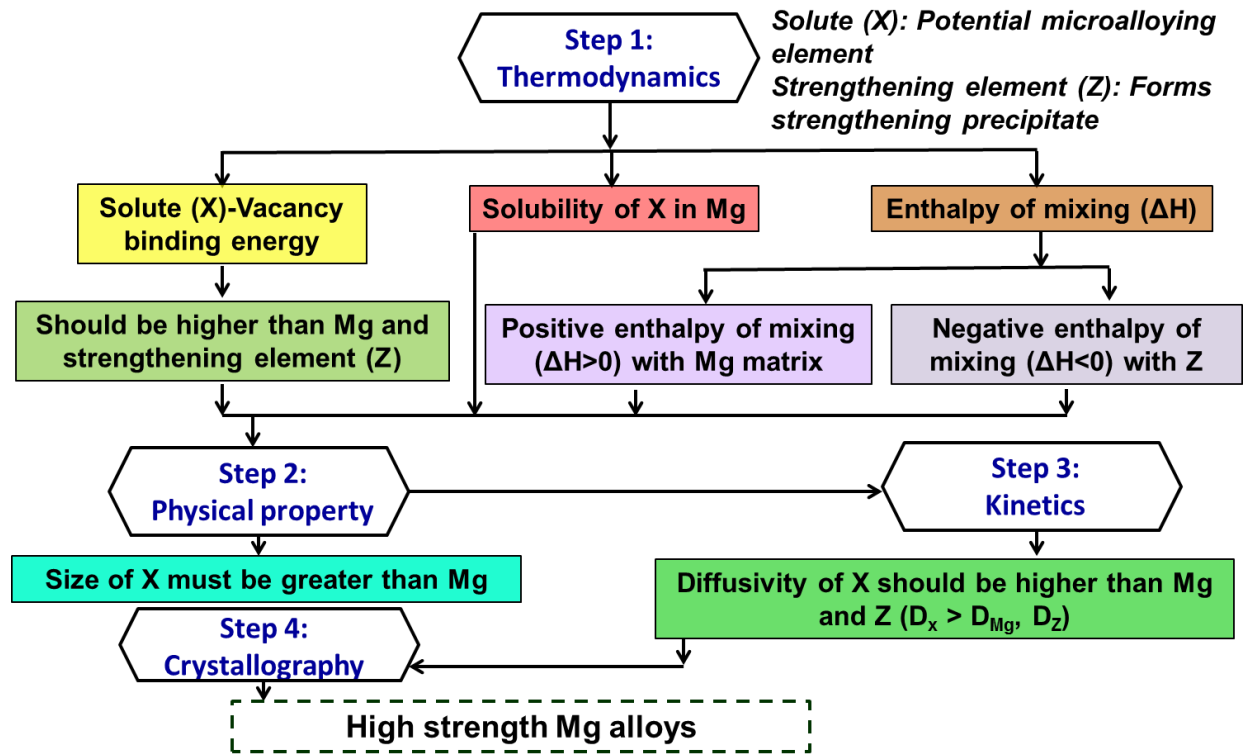 Step 1:
Thermodynamics
Solute (X): Potential microalloying
element
Strengthening element (Z): Forms
strengthening precipitate
Solute (X)-Vacancy
binding energy
Solubility of X in Mg
Enthalpy of mixing (ΔH)
Should be higher than Mg and
strengthening element (Z)
Positive enthalpy of mixing
(ΔH>0) with Mg matrix
Negative enthalpy of
mixing (ΔH<0) with Z
Step 2:
Physical property
Step 3:
Kinetics
Size of X must be greater than Mg
Diffusivity of X should be higher than Mg
and Z (Dx > DMg, DZ)
Step 4:
Crystallography
High strength Mg alloys